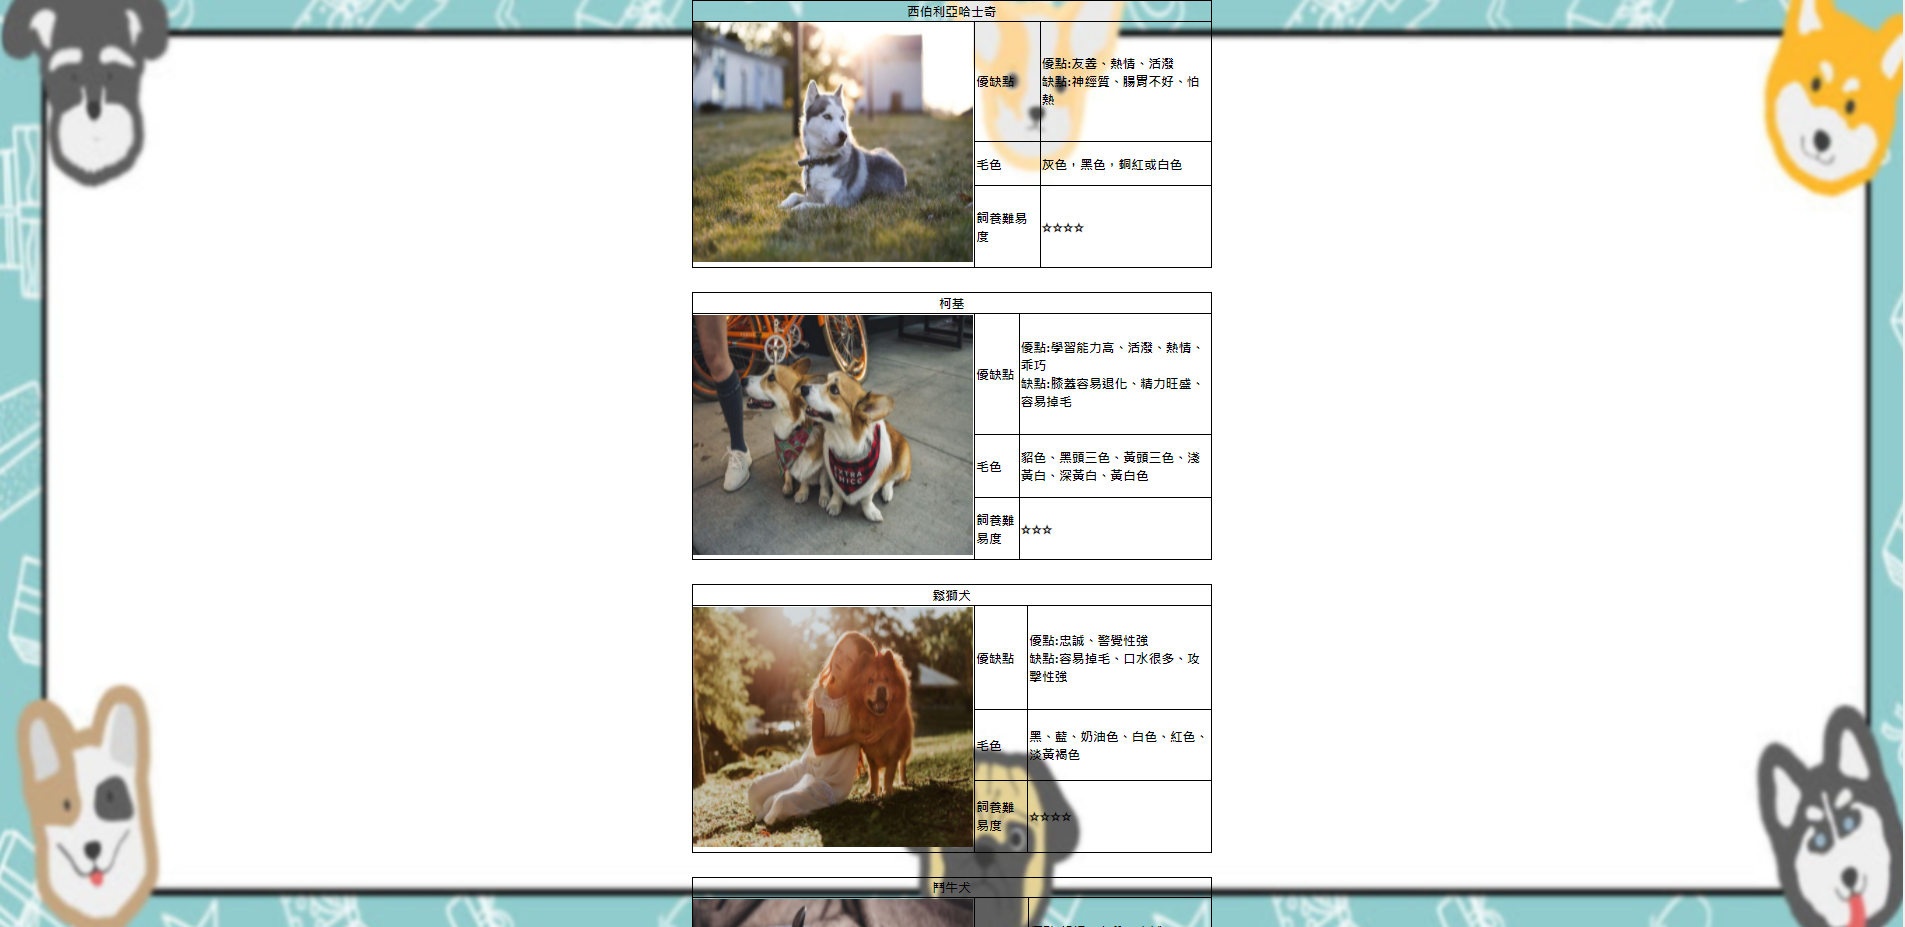 西伯利亞哈士奇
優缺點
優點:友善、熱情、活潑
缺點:神經質、腸胃不好、怕
熱
毛色
灰色，黑色，銅紅或白色
飼養難易
度
☆☆☆☆
柯基
優缺點
優點:學習能力高、活潑、熱情、
乖巧
缺點:膝蓋容易退化、精力旺盛、
容易掉毛
毛色
貂色、黑頭三色、黃頭三色、淺
黃白、深黃白、黃白色
飼養難
易度
☆☆☆
EXTRA
鬆獅犬
優缺點
優點:忠誠、警覺性強
缺點:容易掉毛、口水很多、攻
擊性強
毛色
黑、藍、奶油色、白色、紅色、
淡黃褐色
飼養難
易度
☆☆☆☆
鬥牛犬